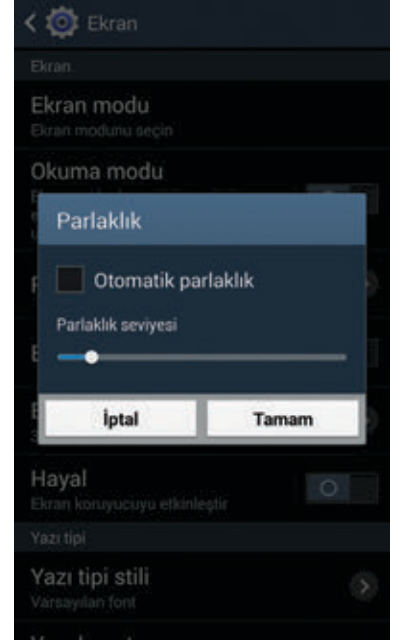 Ekran
Ekran
Ekran modu
Ekran modunu seçin
Okuma modu
Parlaklık
Otomatik parlaklık
Parlaklık seviyesi
İptal
Tamam
Hayal
Ekran koruyucuyu etkinleştir
Yazı tipi
Yazı tipi stili
Varsayılan font